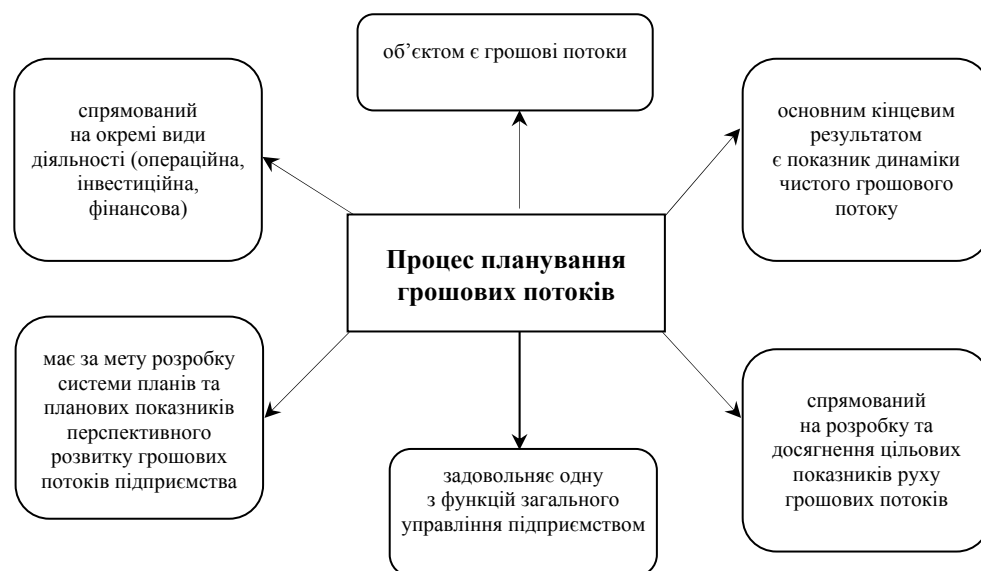 об’єктом є грошові потоки
спрямований
на окремі види
діяльності (операційна,
інвестиційна,
фінансова)
основним кінцевим
результатом
є показник динаміки
чистого грошового
потоку
Процес планування
грошових потоків
має за мету розробку
системи планів та
планових показників
перспективного
розвитку грошових
потоків підприємства
задовольняє одну
з функцій загального
управління підприємством
спрямований
на розробку та
досягнення цільових
показників руху
грошових потоків